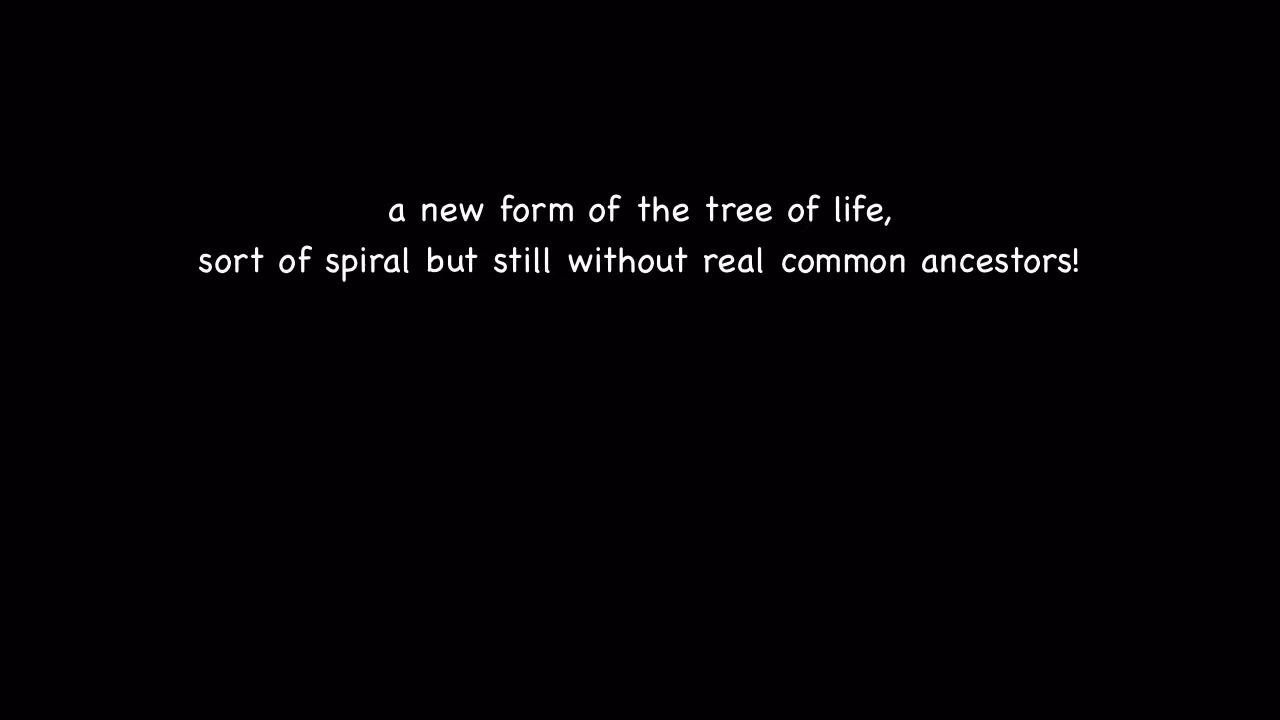 a new form of the tree of life,
sort of spiral but still without real common ancestors!